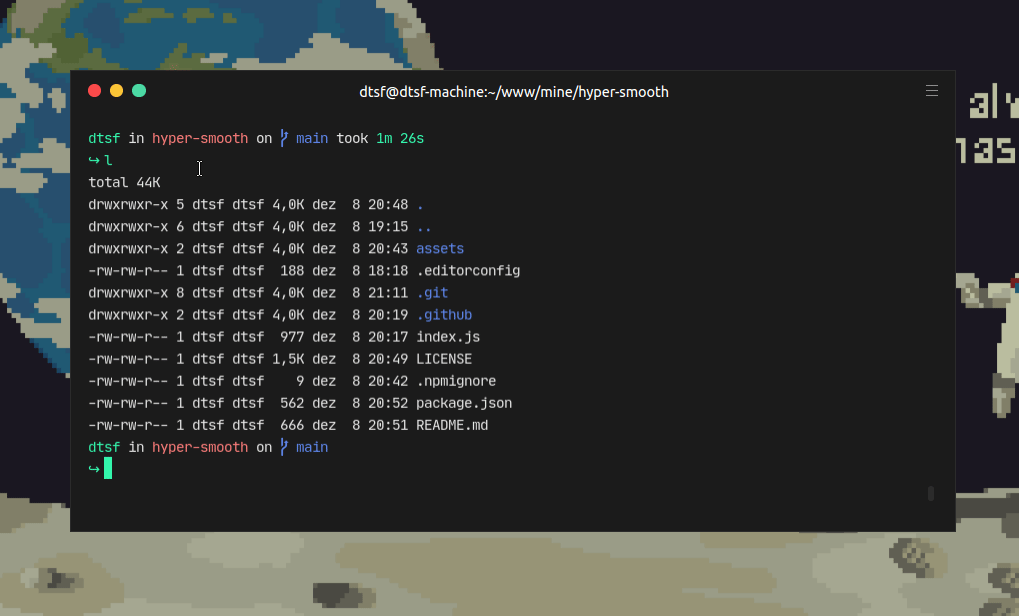 dtsf@dtsf-machine:~/www/mine/hyper-smooth
dtsf in hyper-smooth on main took 1m 26s
↪ l
total 44K
drwxrwxr-x 5 dtsf dtsf 4,0K dez  8 20:48 .
drwxrwxr-x 6 dtsf dtsf 4,0K dez  8 19:15 ..
drwxrwxr-x 2 dtsf dtsf 4,0K dez  8 20:43 assets
-rw-rw-r-- 1 dtsf dtsf  188 dez  8 18:18 .editorconfig
drwxrwxr-x 8 dtsf dtsf 4,0K dez  8 21:11 .git
drwxrwxr-x 2 dtsf dtsf 4,0K dez  8 20:19 .github
-rw-rw-r-- 1 dtsf dtsf  977 dez  8 20:17 index.js
-rw-rw-r-- 1 dtsf dtsf 1,5K dez  8 20:49 LICENSE
-rw-rw-r-- 1 dtsf dtsf    9 dez  8 20:42 .npmignore
-rw-rw-r-- 1 dtsf dtsf  562 dez  8 20:52 package.json
-rw-rw-r-- 1 dtsf dtsf  666 dez  8 20:51 README.md
dtsf in hyper-smooth on main
↪